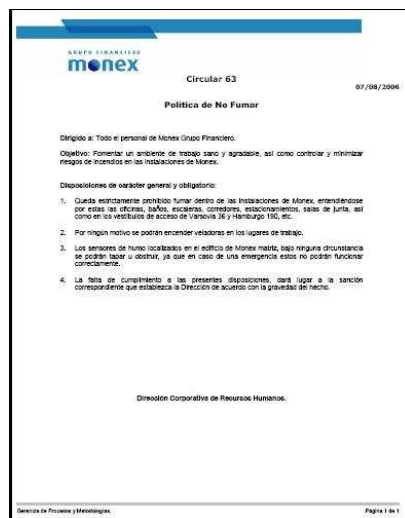 GRUPO FINANCIERO
monex
Circular 63
07/08/2006
Política de No Fumar
Dirigido a: Todo el personal de Monex Grupo Financiero.
Objetivo: Fomentar un ambiente de trabajo sano y agradable, así como controlar y minimizar
riesgos de incendios en las instalaciones de Monex.
Disposiciones de carácter general y obligatorio:
1. Queda estrictamente prohibido fumar dentro de las instalaciones de Monex, entendiéndose
por estas las oficinas, baños, escaleras, corredores, estacionamientos, salas de junta, así
como en los vestíbulos de acceso de Varsovia 36 y Hamburgo 190, etc.
2. Por ningún motivo se podrán encender veladoras en los lugares de trabajo.
3. Los sensores de humo localizados en el edificio de Monex matriz, bajo ninguna circunstancia
se podrán tapar u obstruir, ya que en caso de una emergencia estos no podrán funcionar
correctamente.
4. La falta de cumplimiento a las presentes disposiciones, dará lugar a la sanción
correspondiente que establezca la Dirección de acuerdo con la gravedad del hecho.
Dirección Corporativa de Recursos Humanos.
Gerencia de Procesos y Metodologías
Página 1 de 1